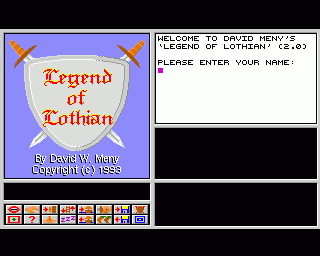 Legend
of
Lothian
By David W. Meny
Copyright (c) 1993
WELCOME TO DAVID MENY'S
'LEGEND OF LOTHIAN' (2.0)
PLEASE ENTER YOUR NAME:
?
ZZZ